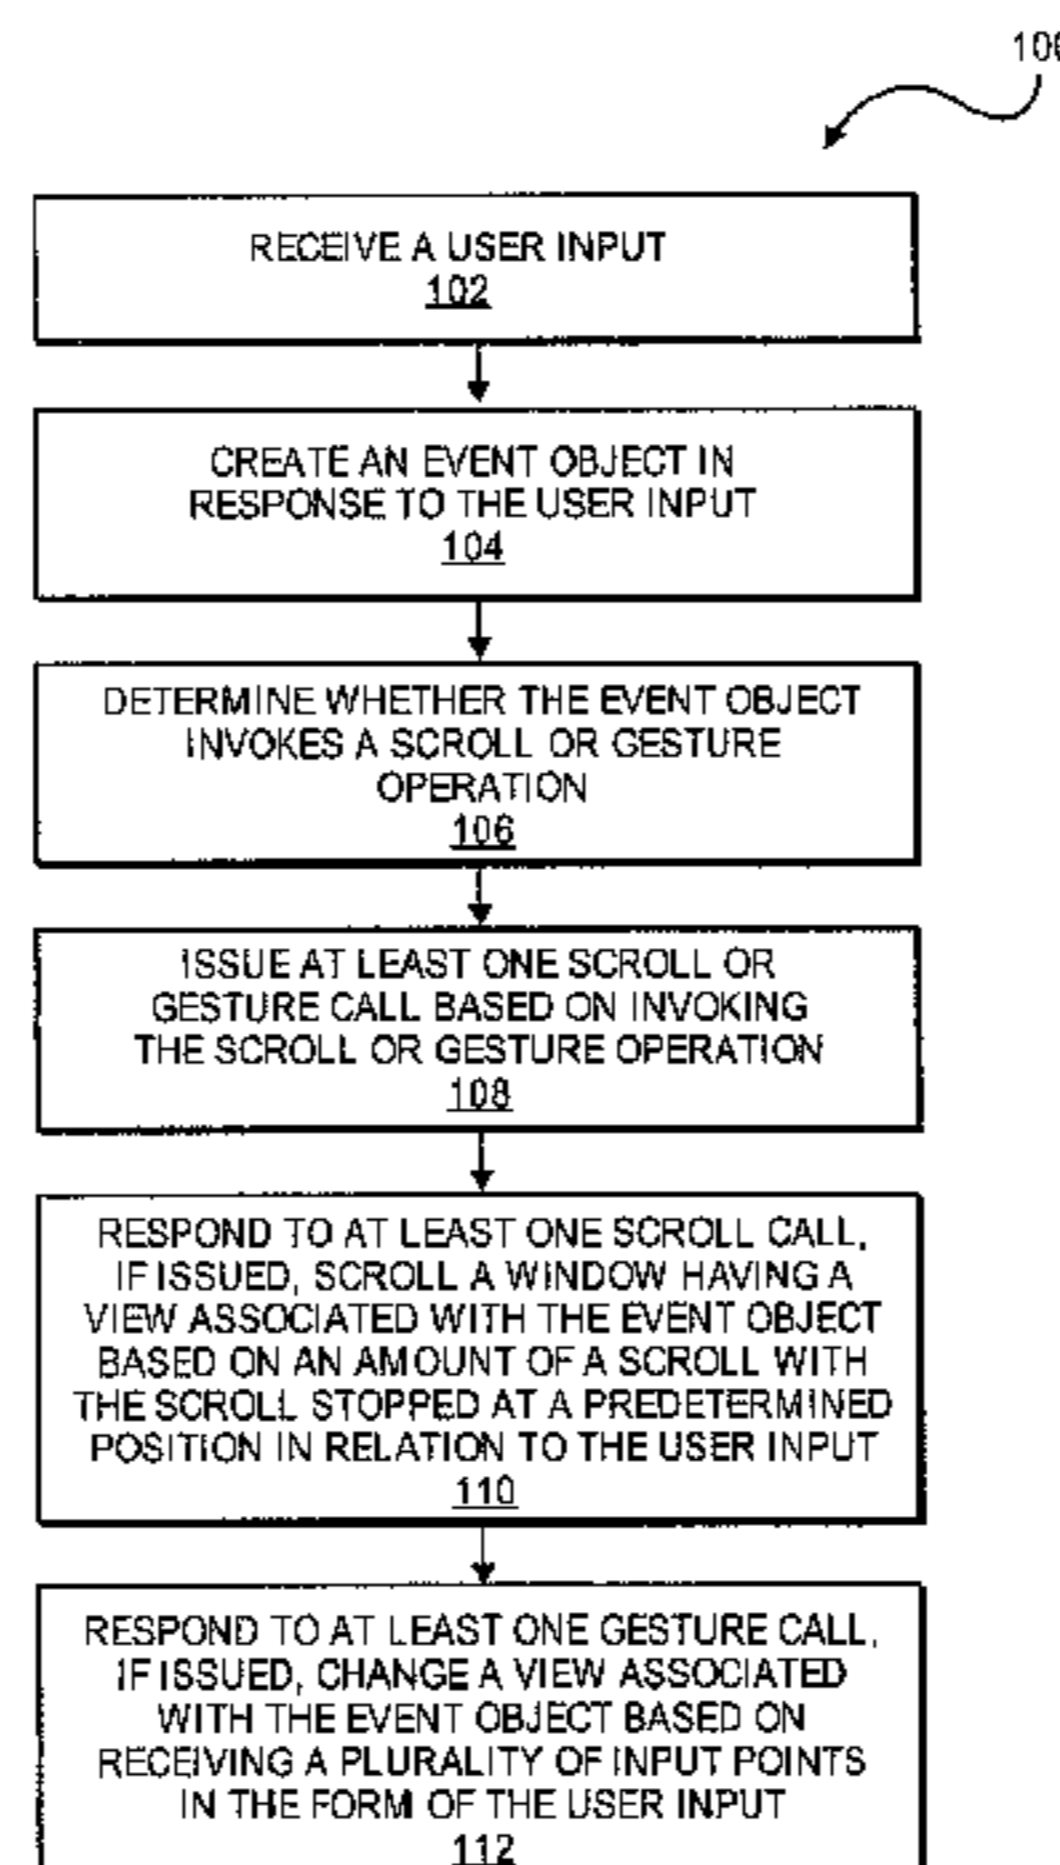 RECEIVE A USER INPUT
102
CREATE AN EVENT OBJECT IN
RESPONSE TO THE USER INPUT
104
DETERMINE WHETHER THE EVENT OBJECT
INVOKES A SCROLL OR GESTURE
OPERATION
106
ISSUE AT LEAST ONE SCROLL OR
GESTURE CALL BASED ON INVOKING
THE SCROLL OR GESTURE OPERATION
108
RESPOND TO AT LEAST ONE SCROLL CALL,
IF ISSUED, SCROLL A WINDOW HAVING A
VIEW ASSOCIATED WITH THE EVENT OBJECT
BASED ON AN AMOUNT OF A SCROLL WITH
THE SCROLL STOPPED AT A PREDETERMINED
POSITION IN RELATION TO THE USER INPUT
110
RESPOND TO AT LEAST ONE GESTURE CALL,
IF ISSUED, CHANGE A VIEW ASSOCIATED
WITH THE EVENT OBJECT BASED ON
RECEIVING A PLURALITY OF INPUT POINTS
IN THE FORM OF THE USER INPUT
112